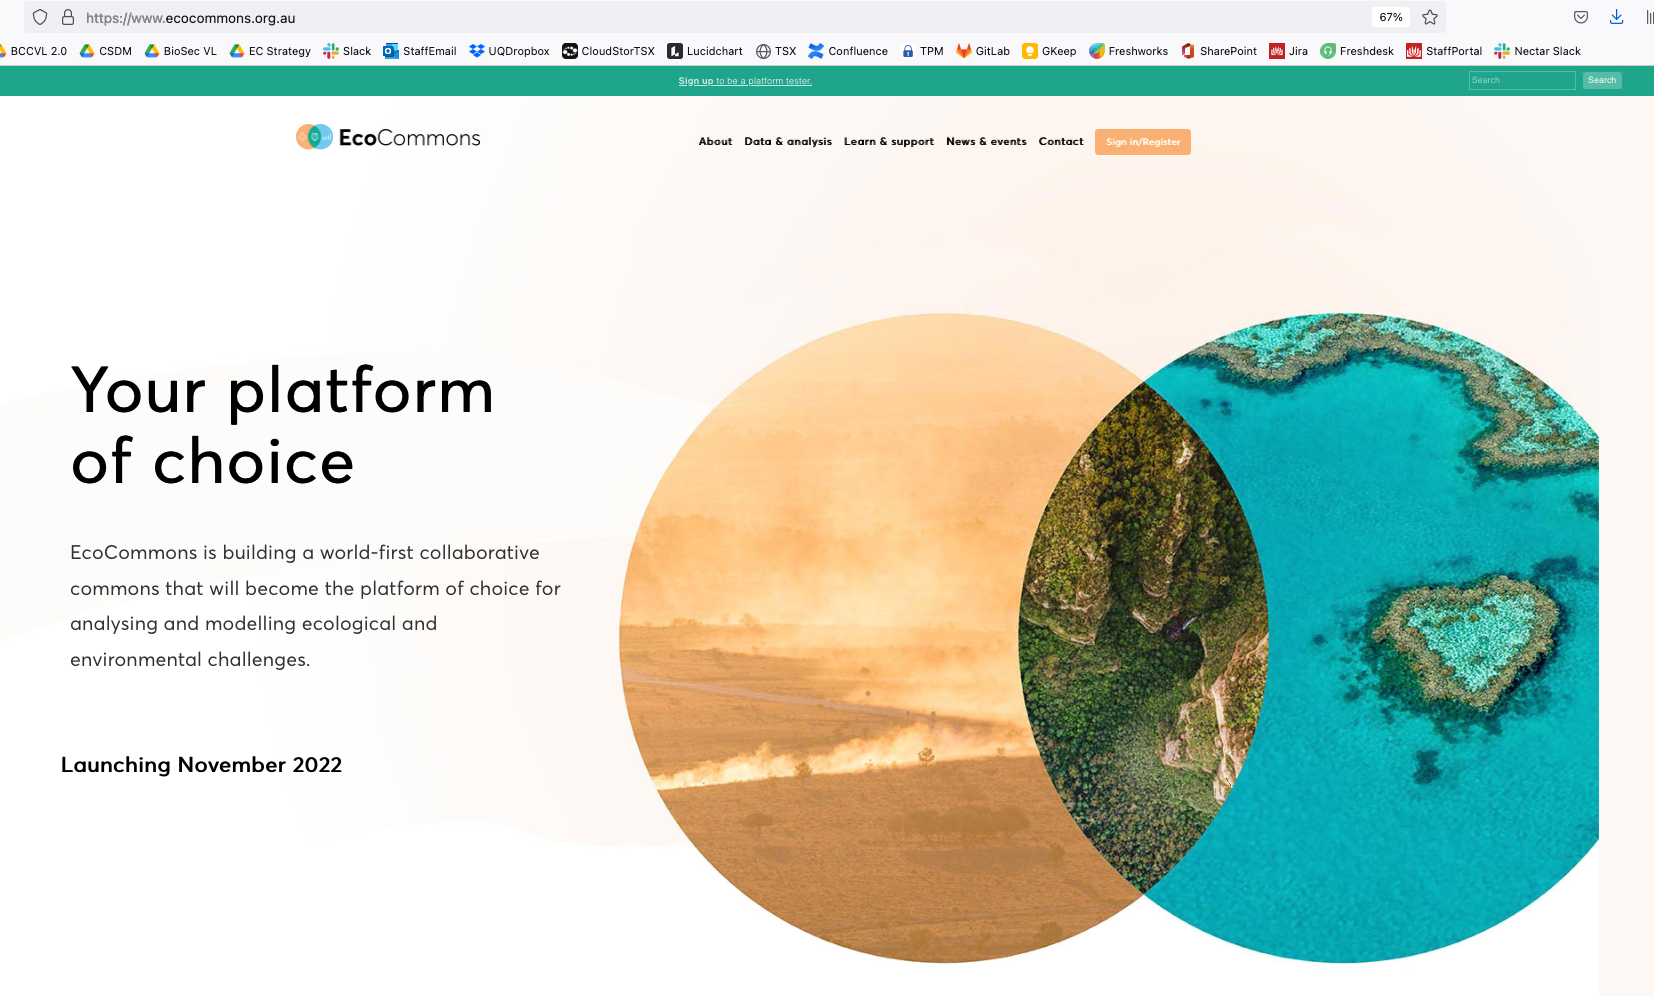 https://www.ecocommons.org.au
67%
BCCVL 2.0 CSDM BioSec VL EC Strategy Slack StaffEmail UQDropbox CloudStorTSX Lucidchart TSX Confluence TPM GitLab GKeep Freshworks SharePoint Jira Freshdesk StaffPortal Nectar Slack
Sign up to be a platform tester.
Search Search
EcoCommons
About Data & analysis Learn & support News & events Contact Sign in/Register
Your platform
of choice
EcoCommons is building a world-first collaborative
commons that will become the platform of choice for
analysing and modelling ecological and
environmental challenges.
Launching November 2022